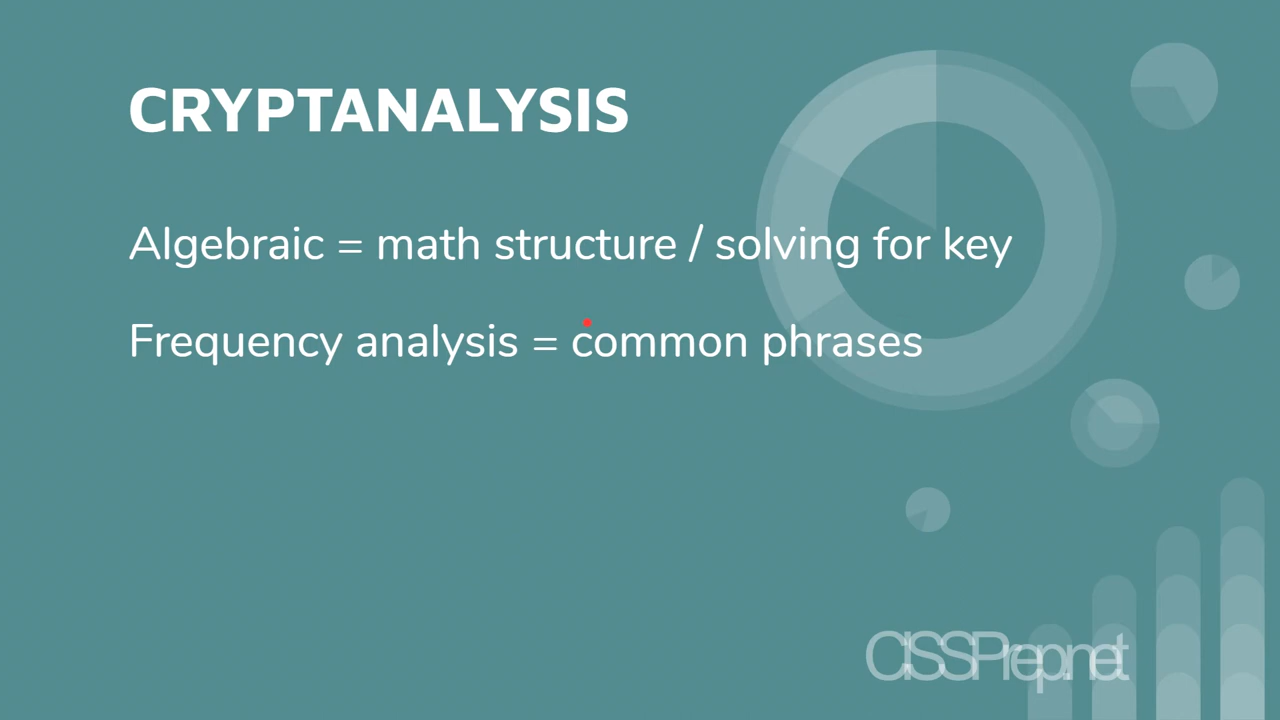 CRYPTANALYSIS
Algebraic = math structure / solving for key
Frequency analysis = common phrases
CISSPrep.net